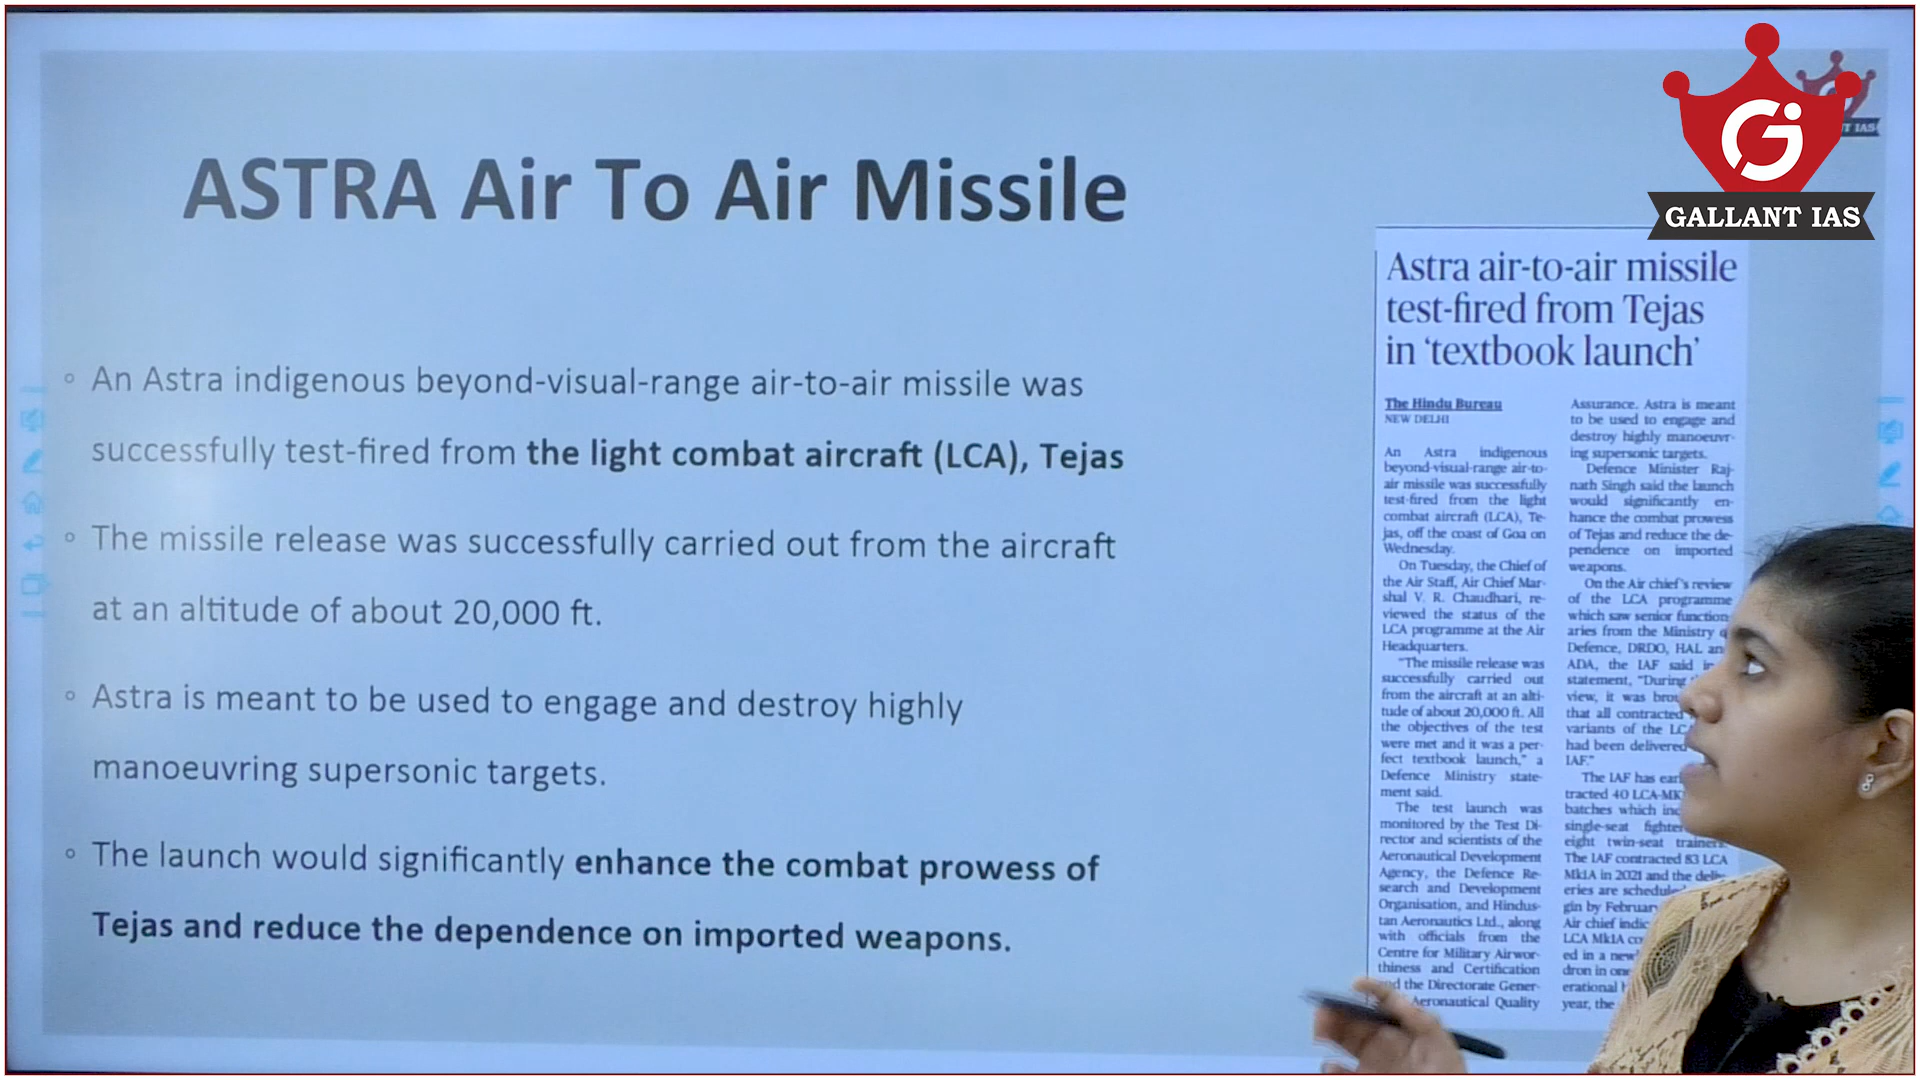 ASTRA Air To Air Missile
An Astra indigenous beyond-visual-range air-to-air missile was
successfully test-fired from the light combat aircraft (LCA), Tejas
The missile release was successfully carried out from the aircraft
at an altitude of about 20,000 ft.
Astra is meant to be used to engage and destroy highly
manoeuvring supersonic targets.
The launch would significantly enhance the combat prowess of
Tejas and reduce the dependence on imported weapons.
GALLANT IAS
T IAS
Astra air-to-air missile
test-fired from Tejas
in ‘textbook launch’
The Hindu Bureau
NEW DELHI
An Astra indigenous
beyond-visual-range air-to-
air missile was successfully
test-fired from the light
combat aircraft (LCA), Te-
jas, off the coast of Goa on
Wednesday.
On Tuesday, the Chief of
the Air Staff, Air Chief Mar-
shal V. R. Chaudhari, re-
viewed the status of the
LCA programme at the Air
Headquarters.
“The missile release was
successfully carried out
from the aircraft at an alti-
tude of about 20,000 ft. All
the objectives of the test
were met and it was a per-
fect textbook launch,” a
Defence Ministry state-
ment said.
The test launch was
monitored by the Test Di-
rector and scientists of the
Aeronautical Development
Agency, the Defence Re-
search and Development
Organisation, and Hindus-
tan Aeronautics Ltd., along
with officials from the
Centre for Military Airwor-
thiness and Certification
the Directorate Gener-
Aeronautical Quality
Assurance. Astra is meant
to be used to engage and
destroy highly manoeuvr-
ing supersonic targets.
Defence Minister Raj-
nath Singh said the launch
would significantly en-
hance the combat prowess
of Tejas and reduce the de-
pendence on imported
weapons.
On the Air chief’s review
of the LCA programme
which saw senior function-
aries from the Ministry
Defence, DRDO, HAL
ADA, the IAF said
statement, “During
view, it was
that all contracted
variants of the
had been delivered
IAF.”
The IAF has
40 LCA
batches which
single-seat
eight twin-seat trainers.
The IAF contracted 83 LCA
Mk1A in 2021 and the deliv-
eries are
gin by
Air chief
LCA Mk1A
ed in a new
dron in
year, the